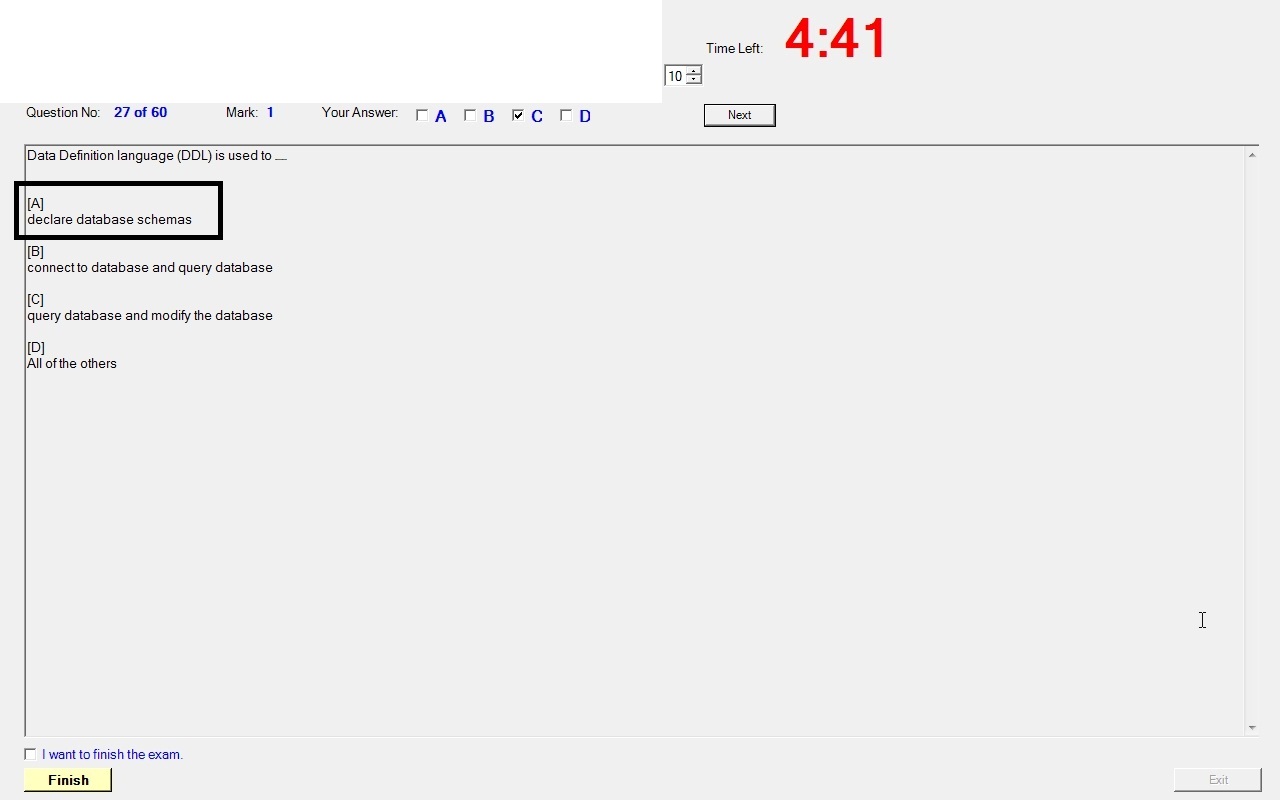 Time Left: 4:41
10
Question No: 27 of 60 Mark: 1 Your Answer: A B C D Next
Data Definition language (DDL) is used to __
[A]
declare database schemas
[B]
connect to database and query database
[C]
query database and modify the database
[D]
All of the others
I want to finish the exam.
Finish Exit